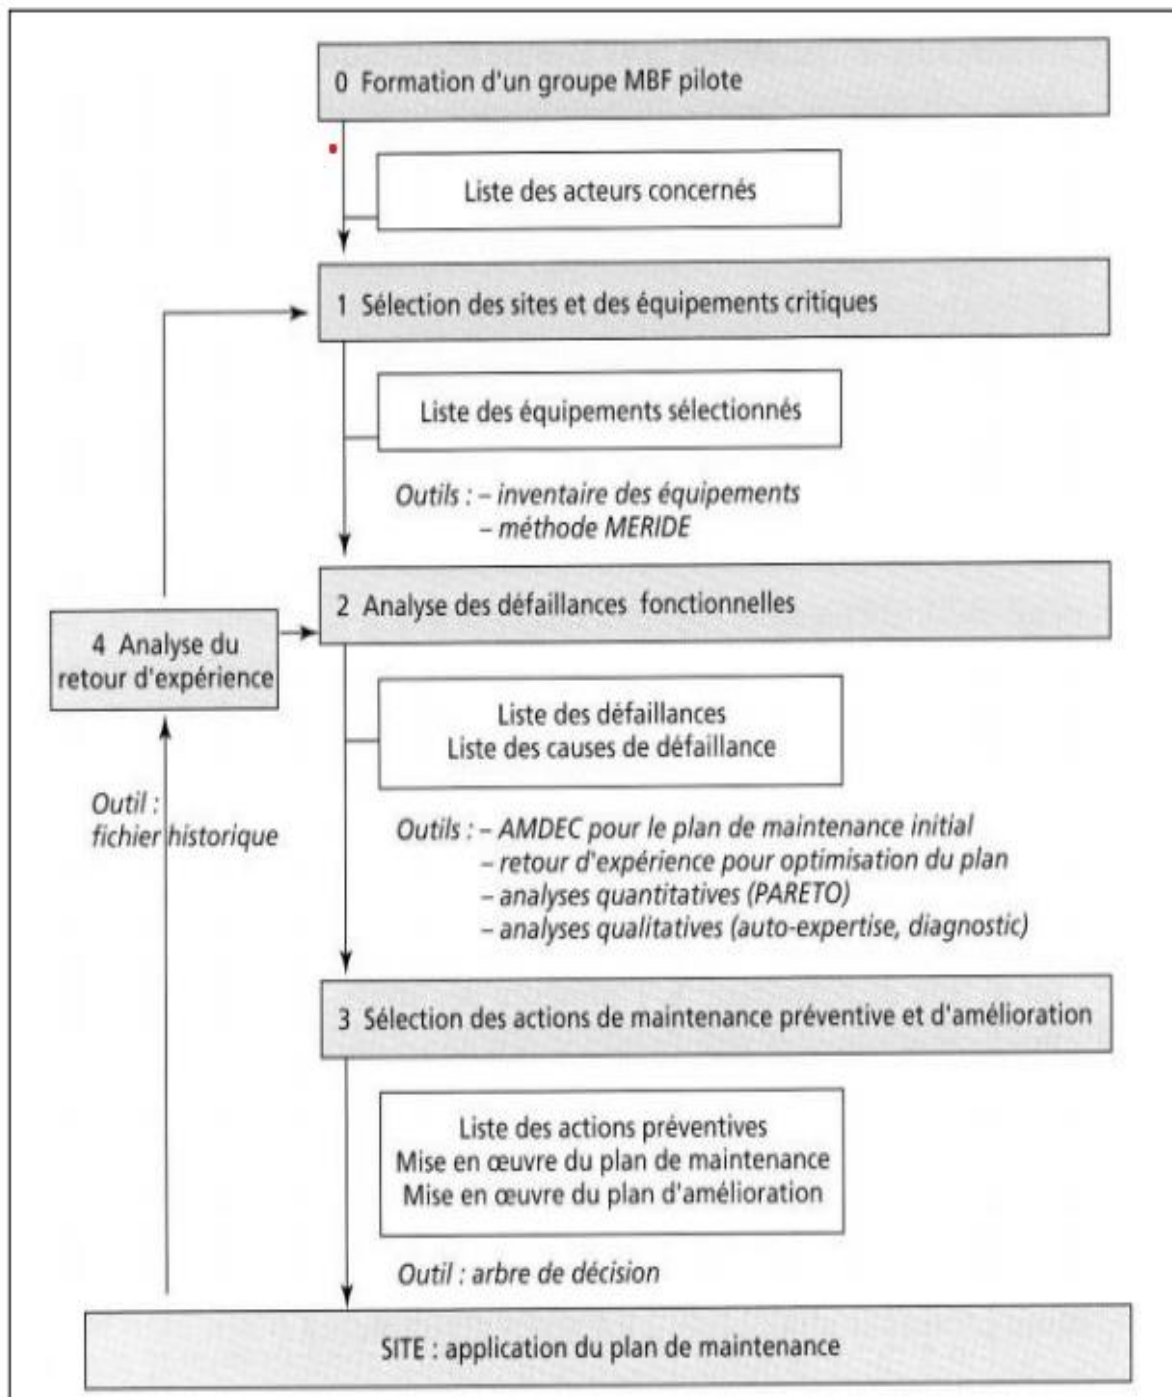 0 Formation d'un groupe MBF pilote
Liste des acteurs concernés
1 Sélection des sites et des équipements critiques
Liste des équipements sélectionnés
Outils : – inventaire des équipements
– méthode MERIDE
2 Analyse des défaillances fonctionnelles
4 Analyse du
retour d'expérience
Liste des défaillances
Liste des causes de défaillance
Outil :
fichier historique
Outils : – AMDEC pour le plan de maintenance initial
– retour d'expérience pour optimisation du plan
– analyses quantitatives (PARETO)
– analyses qualitatives (auto-expertise, diagnostic)
3 Sélection des actions de maintenance préventive et d'amélioration
Liste des actions préventives
Mise en œuvre du plan de maintenance
Mise en œuvre du plan d'amélioration
Outil : arbre de décision
SITE : application du plan de maintenance